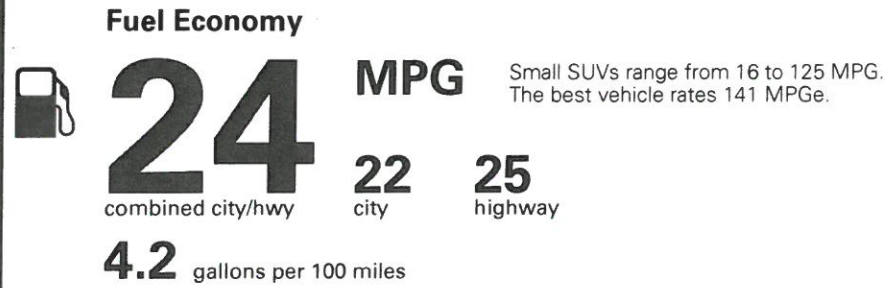 Fuel Economy
24 MPG
Small SUVs range from 16 to 125 MPG.
The best vehicle rates 141 MPGe.
combined city/hwy
22
city
25
highway
4.2 gallons per 100 miles